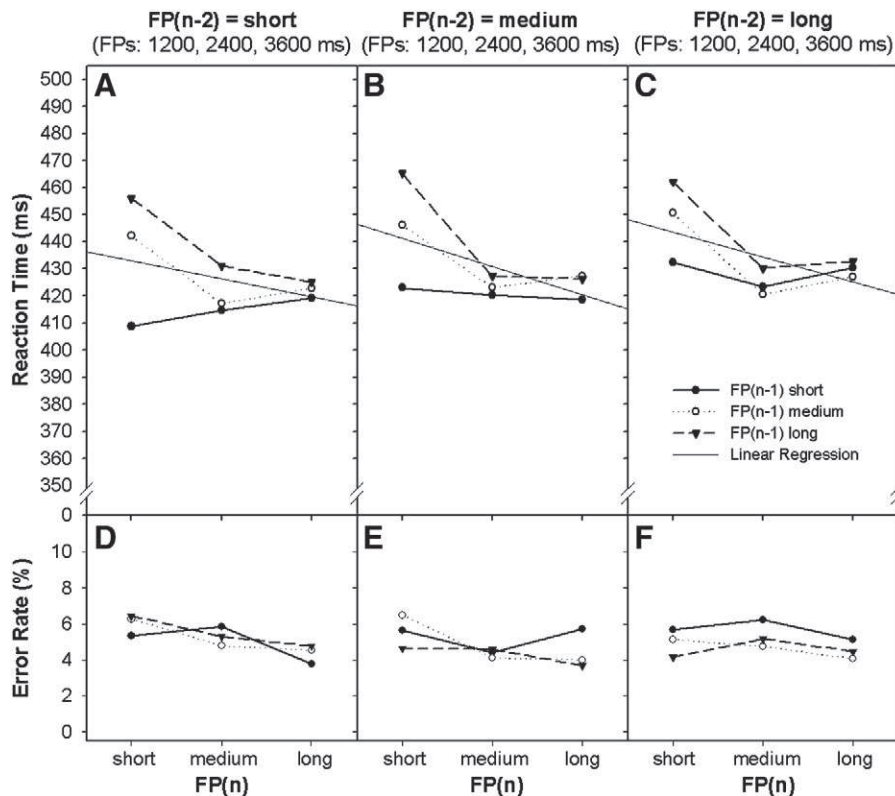 FP(n-2) = short FP(n-2) = medium FP(n-2) = long
(FPs: 1200, 2400, 3600 ms) (FPs: 1200, 2400, 3600 ms) (FPs: 1200, 2400, 3600 ms)
A B C
Reaction Time (ms)
500
490
480
470
460
450
440
430
420
410
400
390
380
370
360
350
0
FP(n-1) short
FP(n-1) medium
FP(n-1) long
Linear Regression
D E F
Error Rate (%)
10
8
6
4
2
0
short medium long short medium long short medium long
FP(n) FP(n) FP(n)